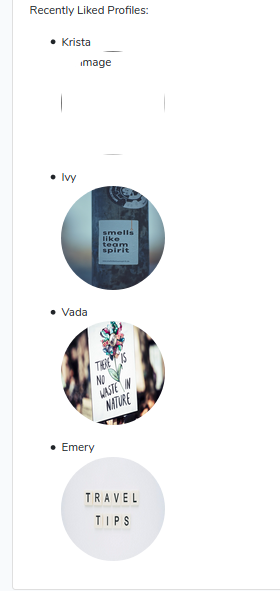 Recently Liked Profiles:
Krista
image
Ivy
smells
like
team
spirit
Vada
THERE IS
NO
WASTE IN
NATURE
Emery
TRAVEL
TIPS